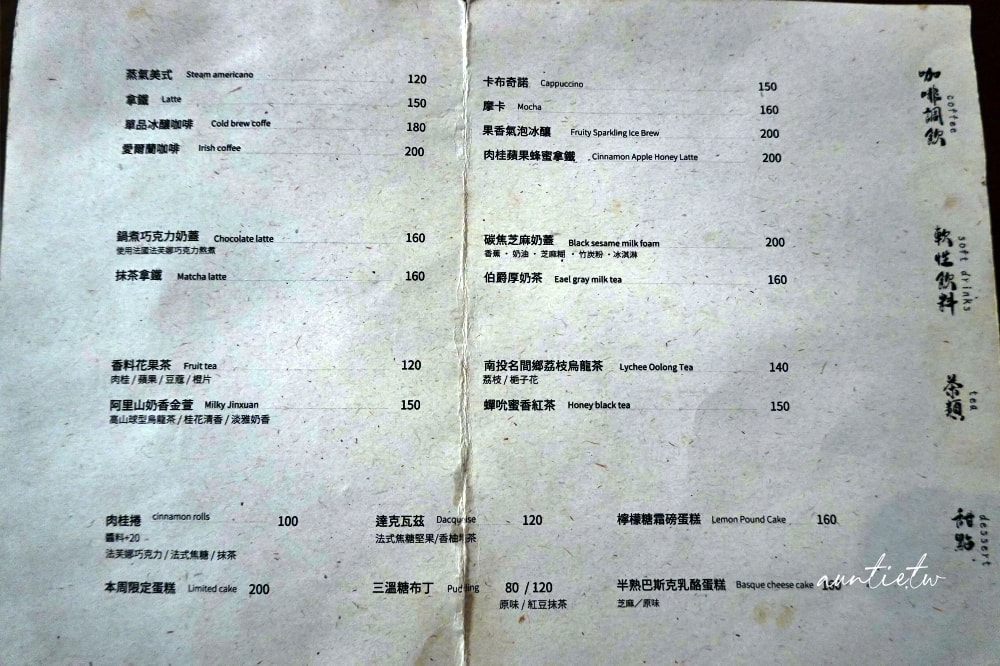 咖啡調飲 coffee
蒸氣美式 Steam americano 120
拿鐵 Latte 150
單品冰釀咖啡 Cold brew coffe 180
愛爾蘭咖啡 Irish coffee 200
卡布奇諾 Cappuccino 150
摩卡 Mocha 160
果香氣泡冰釀 Fruity Sparkling Ice Brew 200
肉桂蘋果蜂蜜拿鐵 Cinnamon Apple Honey Latte 200
軟性飲料 soft drinks
鍋煮巧克力奶蓋 Chocolate latte 160
使用法國法芙娜巧克力熬煮
抹茶拿鐵 Matcha latte 160
碳焦芝麻奶蓋 Black sesame milk foam 200
香蕉・奶油・芝麻糊・竹炭粉・冰淇淋
伯爵厚奶茶 Eael gray milk tea 160
茶類 tea
香料花果茶 Fruit tea 120
肉桂/蘋果/豆蔻/橙片
阿里山奶香金萱 Milky Jinxuan 150
高山球型烏龍茶/桂花清香/淡雅奶香
南投名間鄉荔枝烏龍茶 Lychee Oolong Tea 140
荔枝/梔子花
蟬吮蜜香紅茶 Honey black tea 150
甜點 dessert
肉桂捲 cinnamon rolls 100
醬料+20
法芙娜巧克力/法式焦糖/抹茶
達克瓦茲 Dacquoise 120
法式焦糖堅果/香柚 茶
檸檬糖霜磅蛋糕 Lemon Pound Cake 160
本周限定蛋糕 Limited cake 200
三溫糖布丁 Pudding 80 / 120
原味/紅豆抹茶
半熟巴斯克乳酪蛋糕 Basque cheese cake
芝麻/原味
auntietw